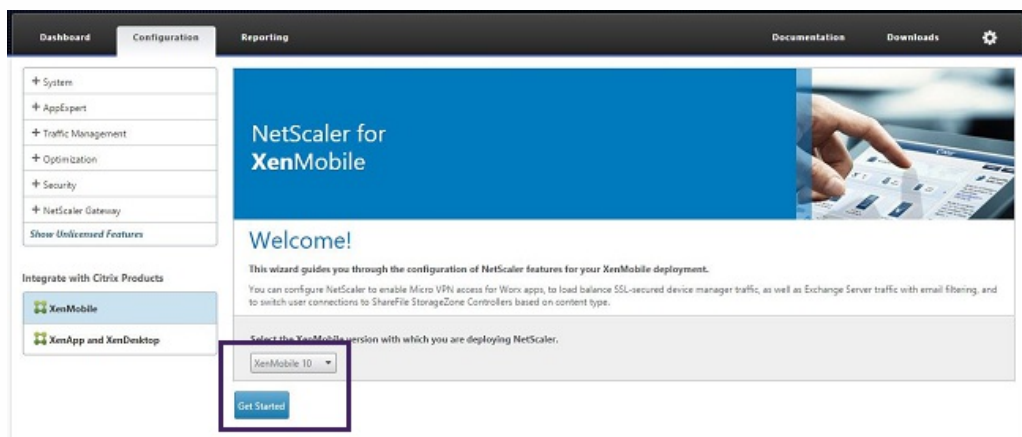 Dashboard
Configuration
Reporting
Documentation
Downloads
+ System
+ AppExpert
+ Traffic Management
+ Optimization
+ Security
+ NetScaler Gateway
Show Unlicensed Features
Integrate with Citrix Products
XenMobile
XenApp and XenDesktop
NetScaler for
XenMobile
Welcome!
This wizard guides you through the configuration of NetScaler features for your XenMobile deployment.
You can configure NetScaler to enable Micro VPN access for Worx apps, to load balance SSL-secured device manager traffic, as well as Exchange Server traffic with email filtering, and
to switch user connections to ShareFile StorageZone Controllers based on content type.
Select the XenMobile version with which you are deploying NetScaler.
XenMobile 10
Get Started